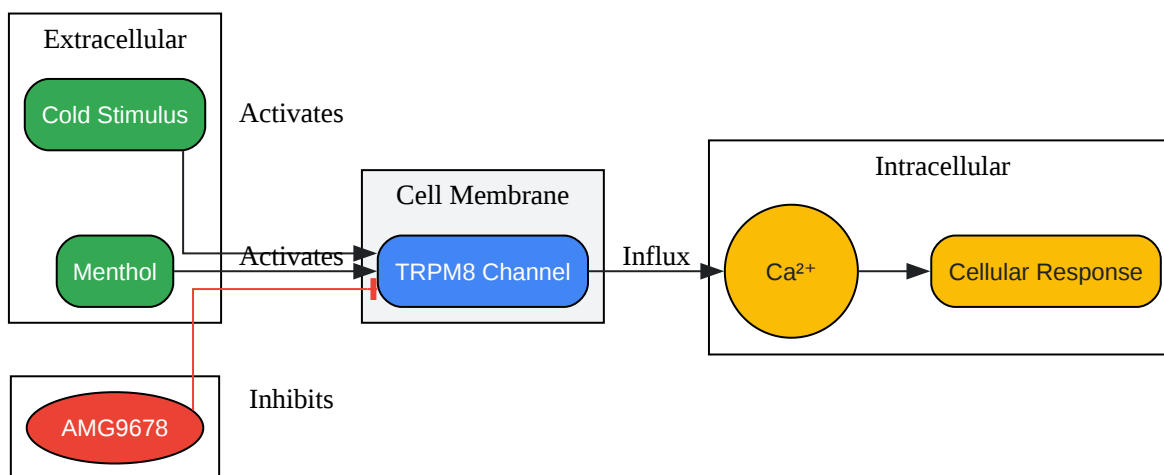 Extracellular
Cold Stimulus
Activates
Intracellular
Cell Membrane
Menthol
Activates
TRPM8 Channel
Influx
Ca²⁺
Cellular Response
Inhibits
AMG9678